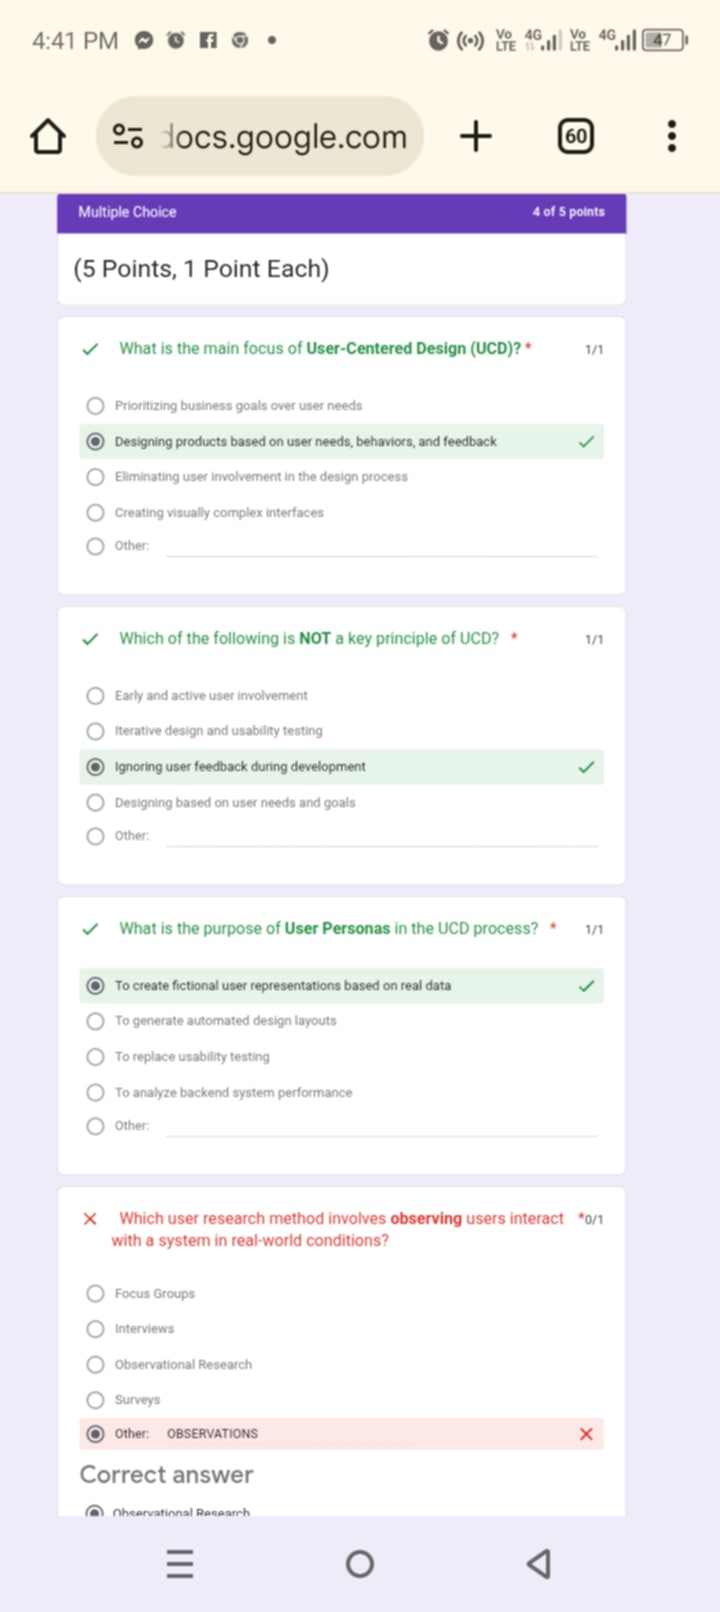 4:41 PM
Vo LTE 4G Vo LTE 4G 47
docs.google.com
60
Multiple Choice 4 of 5 points
(5 Points, 1 Point Each)
What is the main focus of User-Centered Design (UCD)? * 1/1
Prioritizing business goals over user needs
Designing products based on user needs, behaviors, and feedback
Eliminating user involvement in the design process
Creating visually complex interfaces
Other:
Which of the following is NOT a key principle of UCD? * 1/1
Early and active user involvement
Iterative design and usability testing
Ignoring user feedback during development
Designing based on user needs and goals
Other:
What is the purpose of User Personas in the UCD process? * 1/1
To create fictional user representations based on real data
To generate automated design layouts
To replace usability testing
To analyze backend system performance
Other:
Which user research method involves observing users interact *0/1
with a system in real-world conditions?
Focus Groups
Interviews
Observational Research
Surveys
Other: OBSERVATIONS
Correct answer
Observational Research